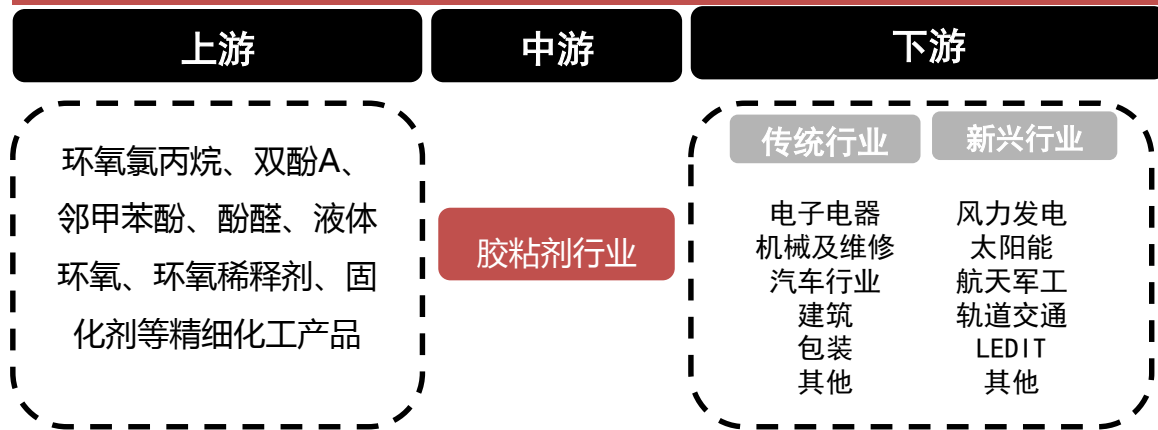 上游
中游
下游
环氧氯丙烷、双酚A、
邻甲苯酚、酚醛、液体
环氧、环氧稀释剂、固
化剂等精细化工产品
胶粘剂行业
传统行业
电子电器
机械及维修
汽车行业
建筑
包装
其他
新兴行业
风力发电
太阳能
航天军工
轨道交通
LEDIT
其他